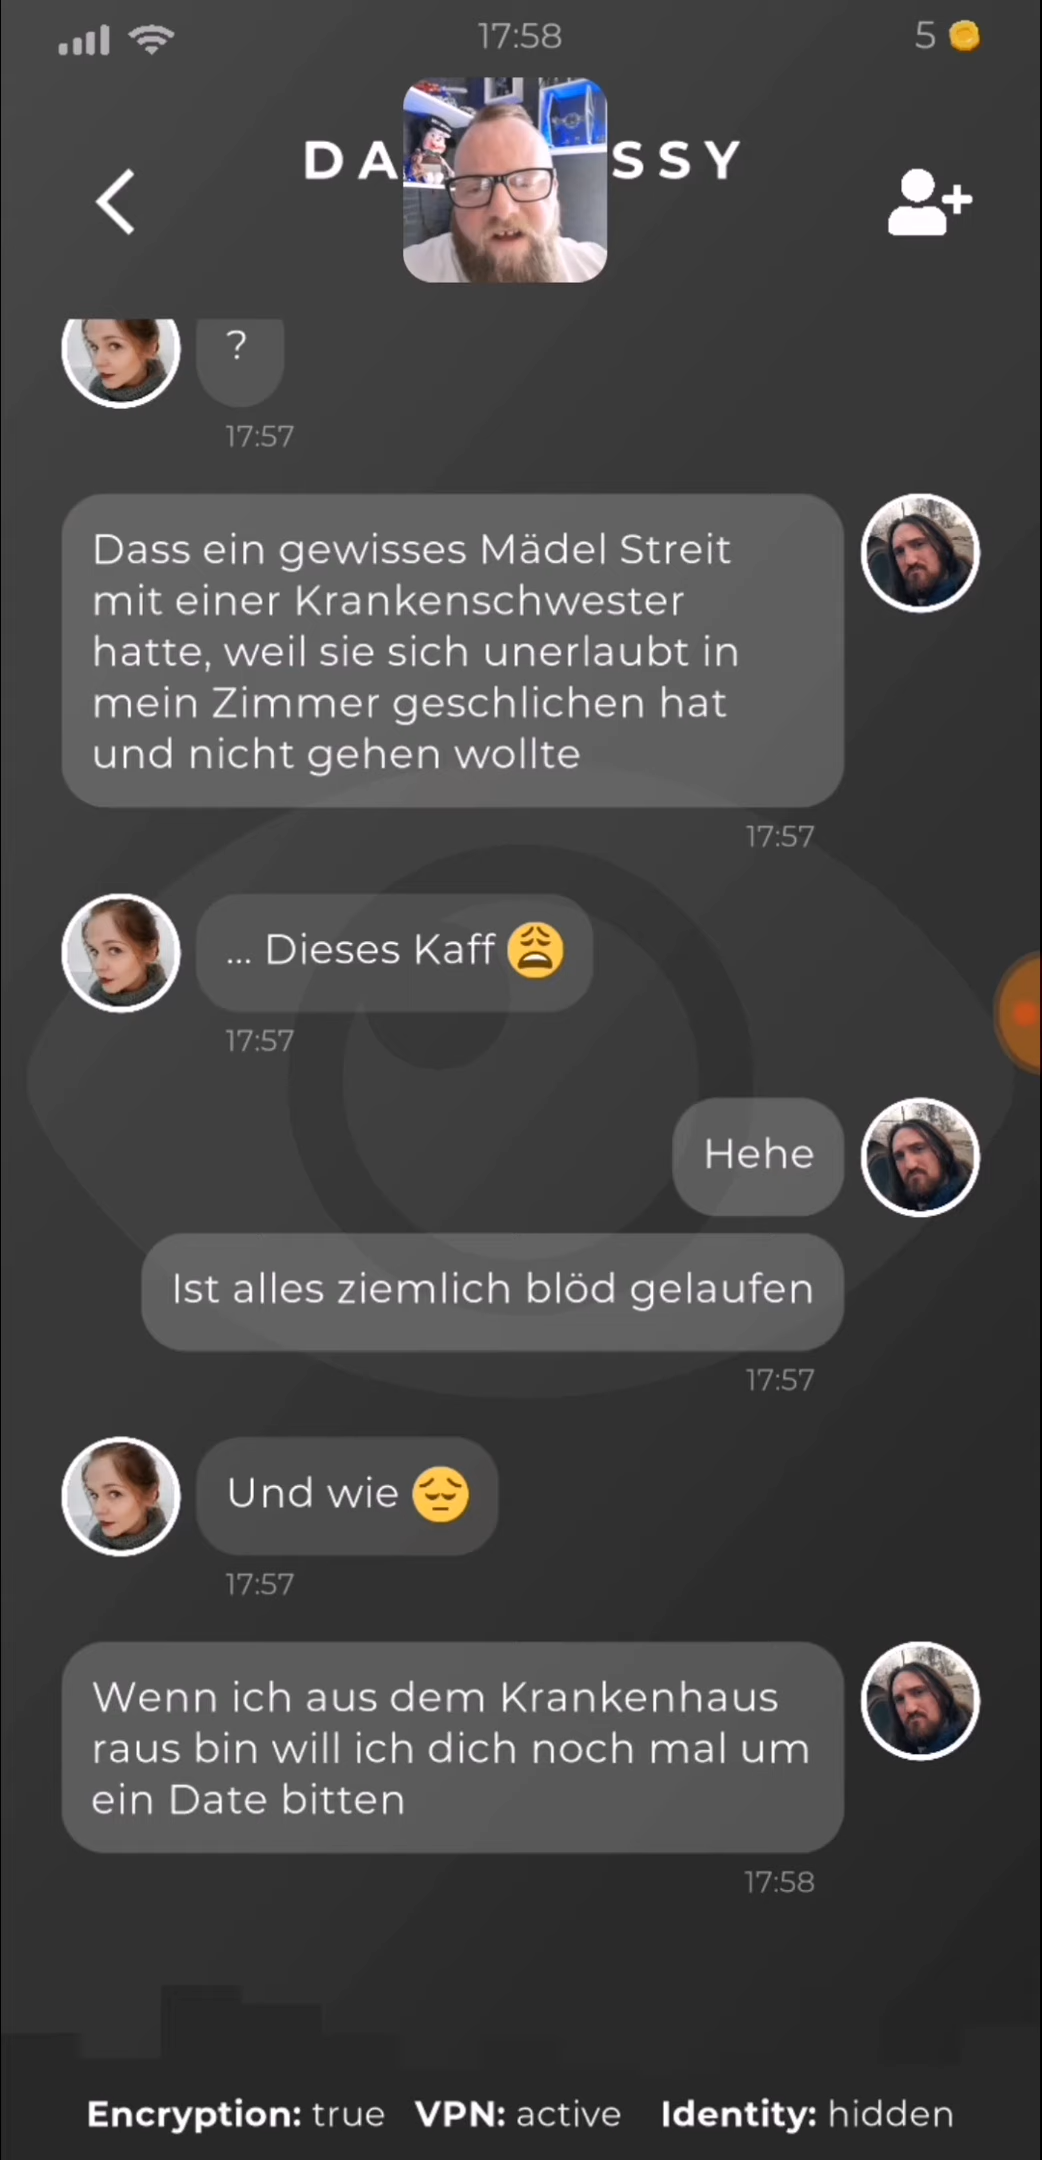 17:58 5
DA SSY
?
17:57
Dass ein gewisses Mädel Streit
mit einer Krankenschwester
hatte, weil sie sich unerlaubt in
mein Zimmer geschlichen hat
und nicht gehen wollte
17:57
... Dieses Kaff 😩
17:57
Hehe
Ist alles ziemlich blöd gelaufen
17:57
Und wie 😔
17:57
Wenn ich aus dem Krankenhaus
raus bin will ich dich noch mal um
ein Date bitten
17:58
Encryption: true VPN: active Identity: hidden